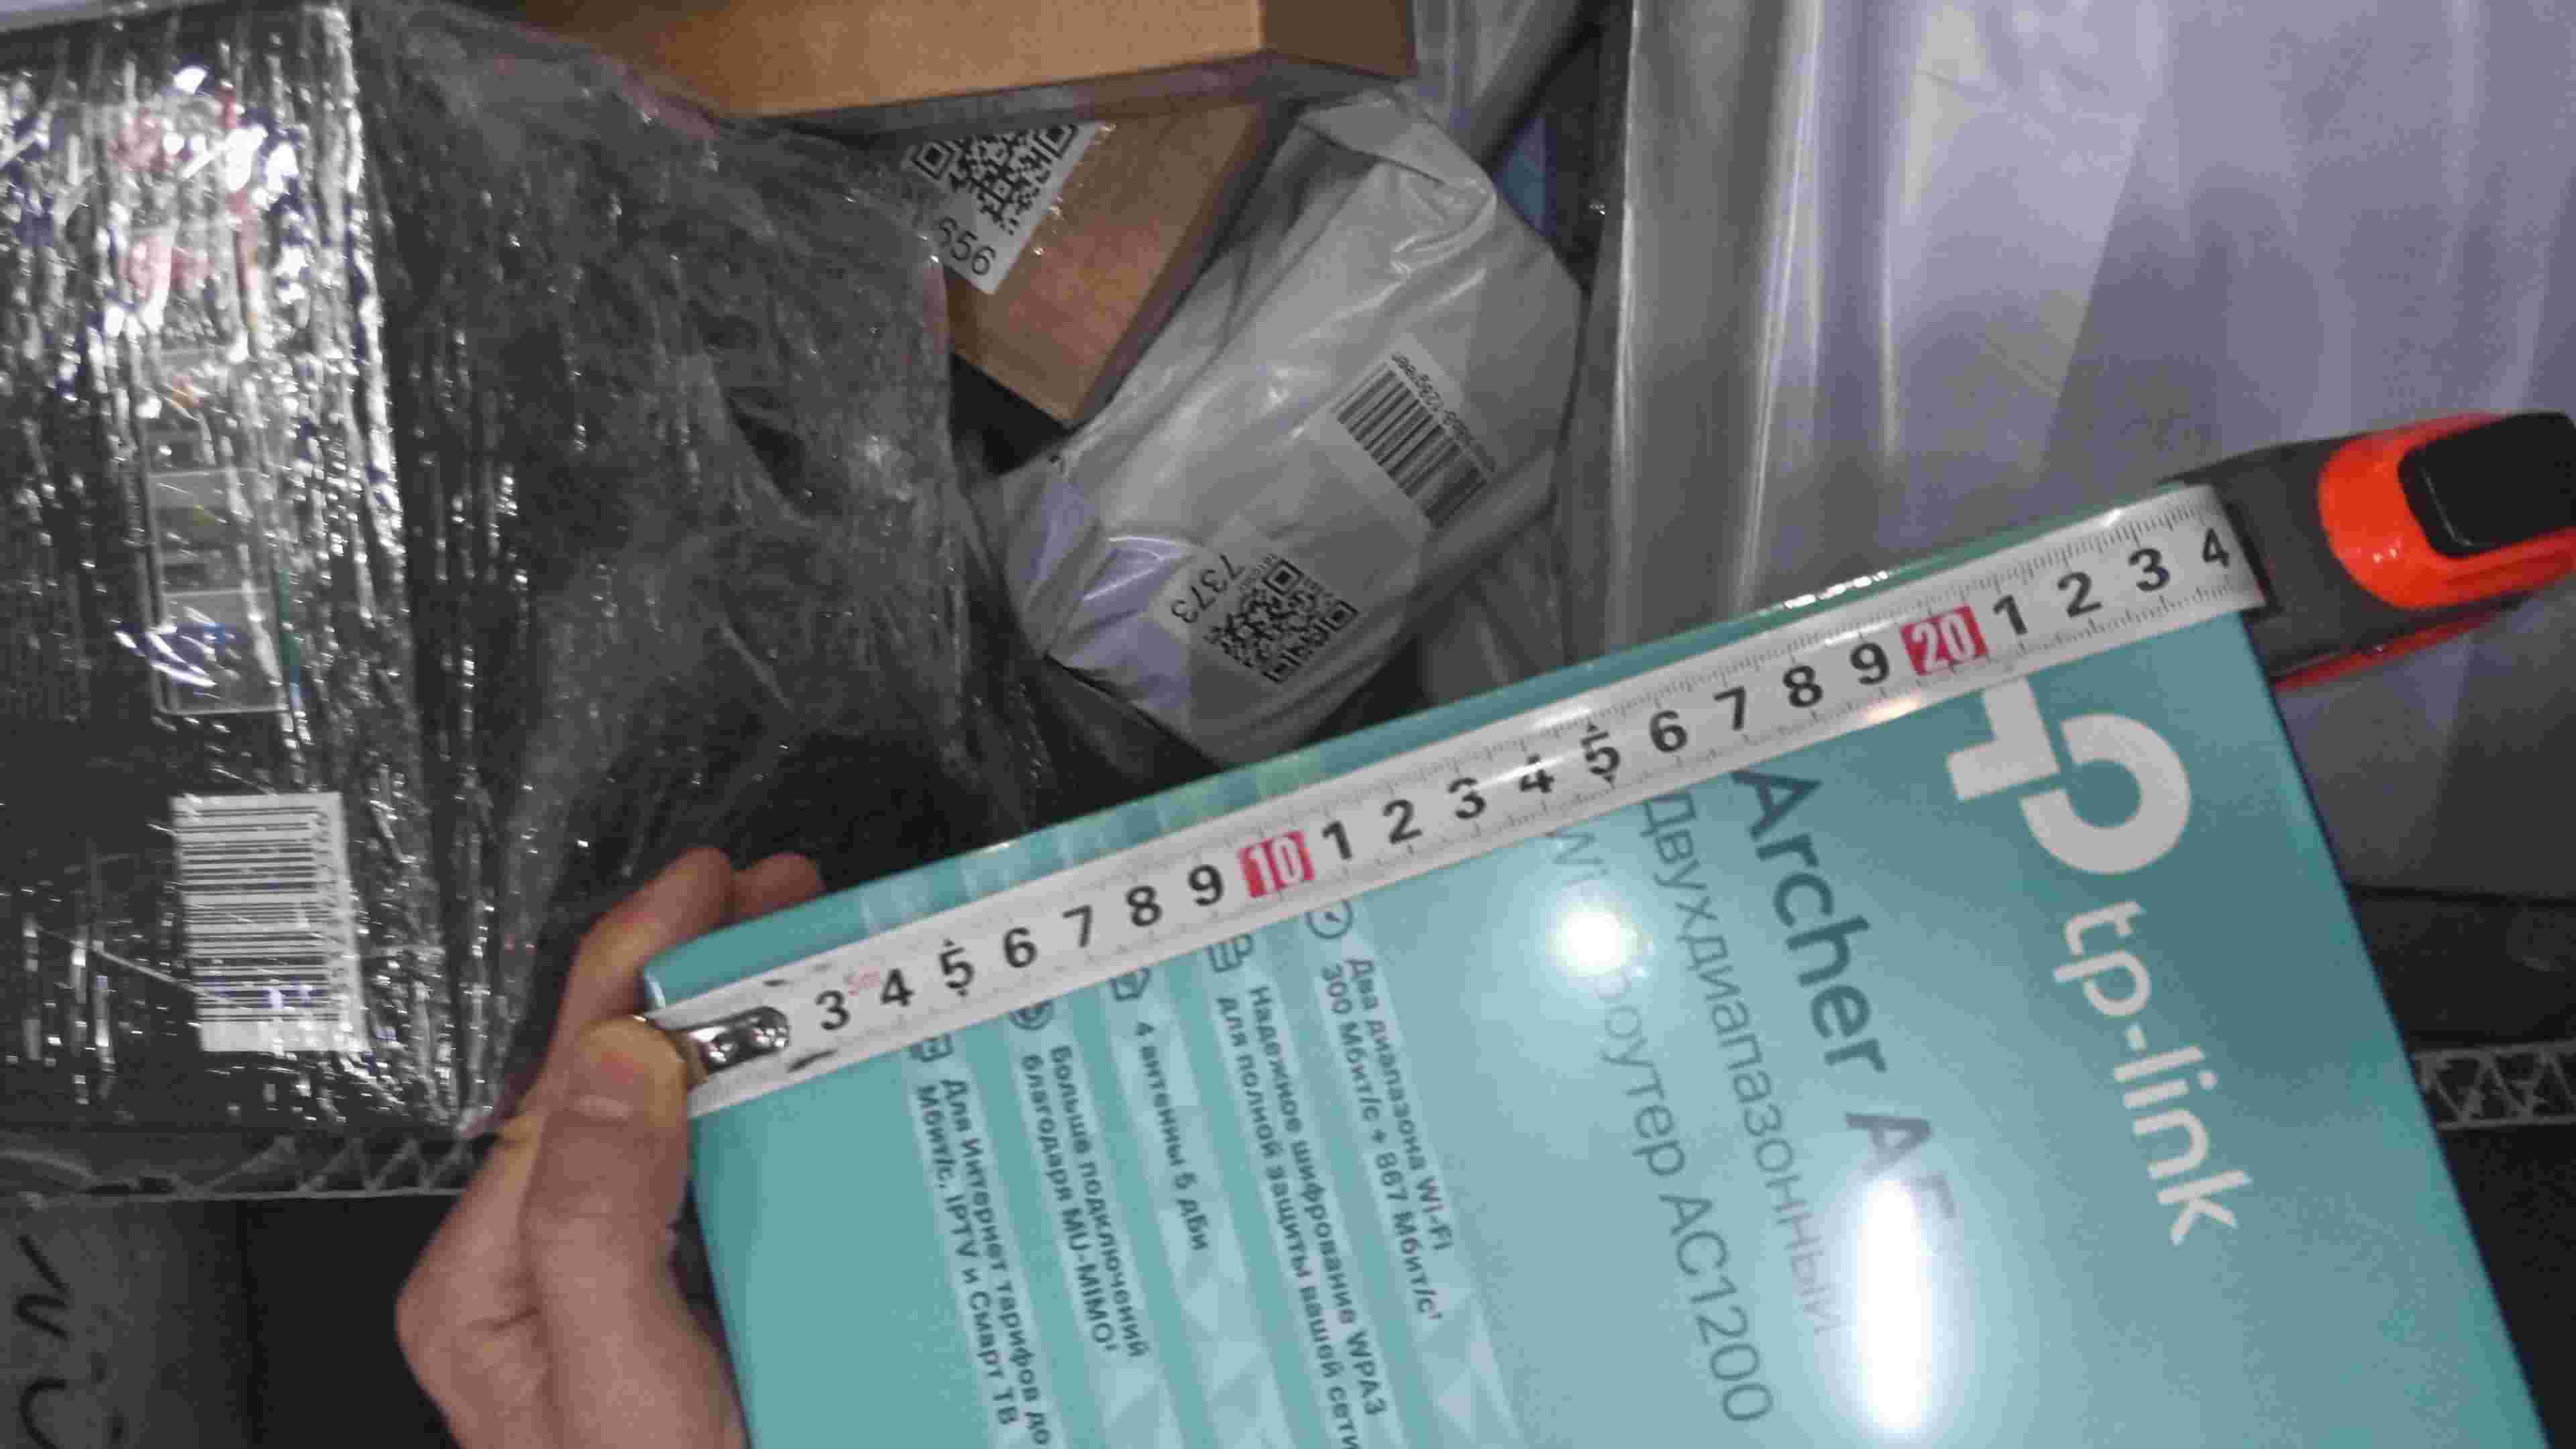 656
7373
3 4 5 6 7 8 9 10 1 2 3 4 5 6 7 8 9 20 1 2 3 4
5m
tp-link
Archer
Двухдиапазонный
роутер AC1200
Два диапазона Wi-Fi
300 Мбит/с + 867 Мбит/с¹
Надежное шифрование WPA3
для полной защиты вашей сети
4 антенны 5 дБи
Больше подключений
благодаря MU-MIMO¹
Для Интернет тарифов до
Мбит/с, IPTV и Смарт ТВ